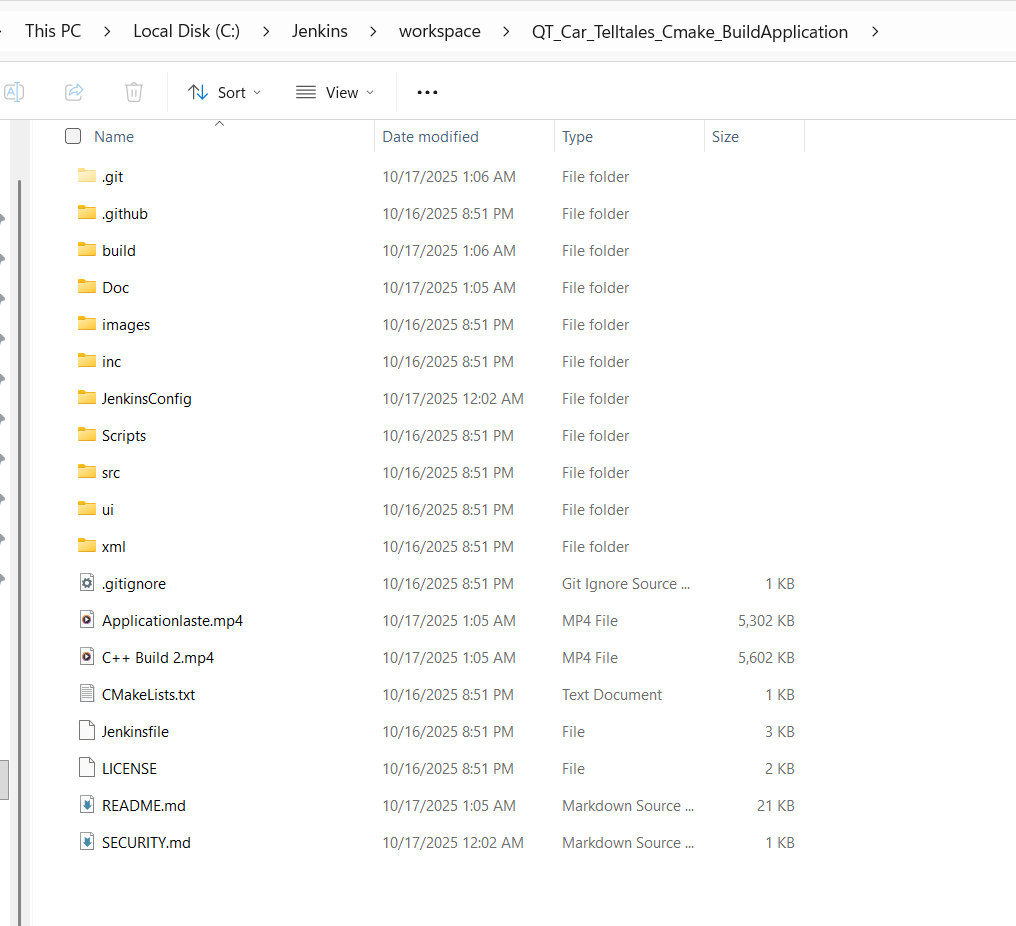 This PC > Local Disk (C:) > Jenkins > workspace > QT_Car_Telltales_Cmake_BuildApplication >
Sort View ...
Name Date modified Type Size
.git 10/17/2025 1:06 AM File folder
.github 10/16/2025 8:51 PM File folder
build 10/17/2025 1:06 AM File folder
Doc 10/17/2025 1:05 AM File folder
images 10/16/2025 8:51 PM File folder
inc 10/16/2025 8:51 PM File folder
JenkinsConfig 10/17/2025 12:02 AM File folder
Scripts 10/16/2025 8:51 PM File folder
src 10/16/2025 8:51 PM File folder
ui 10/16/2025 8:51 PM File folder
xml 10/16/2025 8:51 PM File folder
.gitignore 10/16/2025 8:51 PM Git Ignore Source ... 1 KB
Applicationlaste.mp4 10/17/2025 1:05 AM MP4 File 5,302 KB
C++ Build 2.mp4 10/17/2025 1:05 AM MP4 File 5,602 KB
CMakeLists.txt 10/16/2025 8:51 PM Text Document 1 KB
Jenkinsfile 10/16/2025 8:51 PM File 3 KB
LICENSE 10/16/2025 8:51 PM File 2 KB
README.md 10/17/2025 1:05 AM Markdown Source ... 21 KB
SECURITY.md 10/17/2025 12:02 AM Markdown Source ... 1 KB